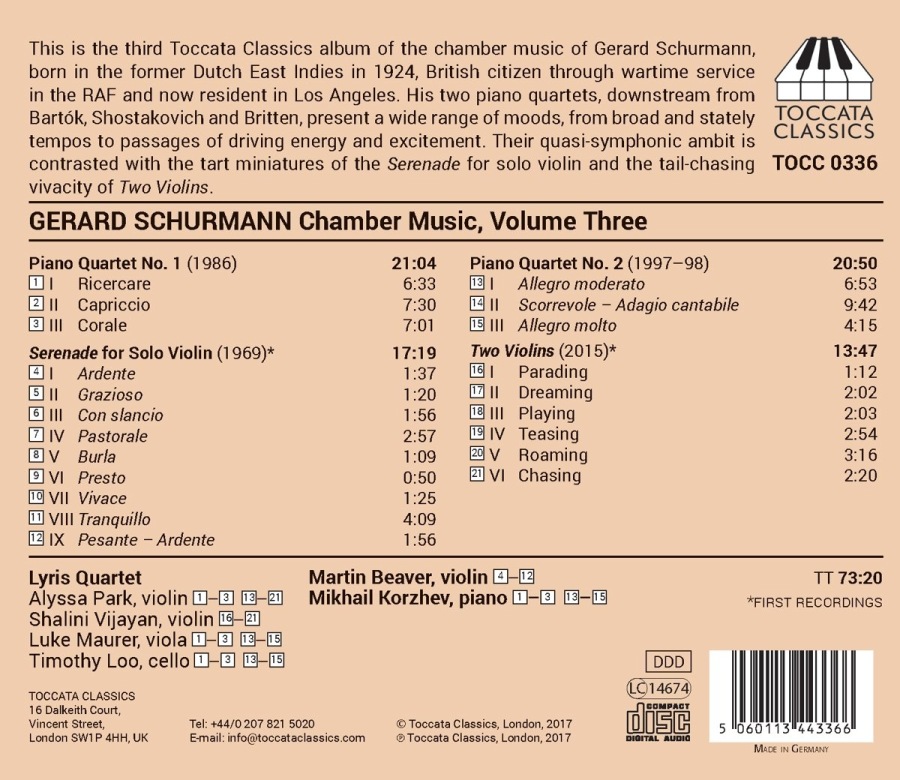 This is the third Toccata Classics album of the chamber music of Gerard Schurmann,
born in the former Dutch East Indies in 1924, British citizen through wartime service
in the RAF and now resident in Los Angeles. His two piano quartets, downstream from
Bartók, Shostakovich and Britten, present a wide range of moods, from broad and stately
tempos to passages of driving energy and excitement. Their quasi-symphonic ambit is
contrasted with the tart miniatures of the Serenade for solo violin and the tail-chasing
vivacity of Two Violins.
TOCCATA
CLASSICS
TOCC 0336
GERARD SCHURMANN Chamber Music, Volume Three
Piano Quartet No. 1 (1986) 21:04
1 I Ricercare 6:33
2 II Capriccio 7:30
3 III Corale 7:01
Serenade for Solo Violin (1969)* 17:19
4 I Ardente 1:37
5 II Grazioso 1:20
6 III Con slancio 1:56
7 IV Pastorale 2:57
8 V Burla 1:09
9 VI Presto 0:50
10 VII Vivace 1:25
11 VIII Tranquillo 4:09
12 IX Pesante – Ardente 1:56
Piano Quartet No. 2 (1997–98) 20:50
13 I Allegro moderato 6:53
14 II Scorrevole – Adagio cantabile 9:42
15 III Allegro molto 4:15
Two Violins (2015)* 13:47
16 I Parading 1:12
17 II Dreaming 2:02
18 III Playing 2:03
19 IV Teasing 2:54
20 V Roaming 3:16
21 VI Chasing 2:20
Lyris Quartet
Alyssa Park, violin 1–3 13–21
Shalini Vijayan, violin 16–21
Luke Maurer, viola 1–3 13–15
Timothy Loo, cello 1–3 13–15
Martin Beaver, violin 4–12
Mikhail Korzhev, piano 1–3 13–15
TT 73:20
*FIRST RECORDINGS
TOCCATA CLASSICS
16 Dalkeith Court,
Vincent Street,
London SW1P 4HH, UK
Tel: +44/0 207 821 5020
E-mail: info@toccataclassics.com
© Toccata Classics, London, 2017
℗ Toccata Classics, London, 2017
DDD
LC 14674
COMPACT
disc
DIGITAL AUDIO
5 060113 443366
MADE IN GERMANY